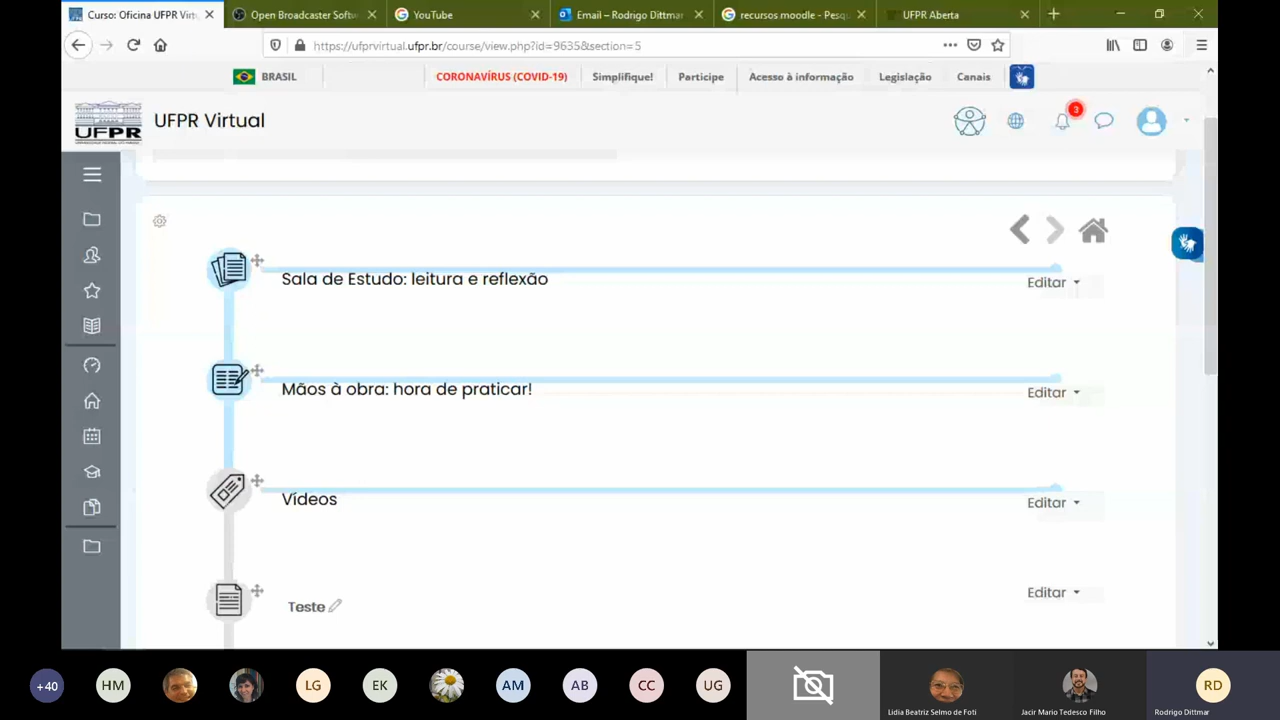 Curso: Oficina UFPR Virtu
Open Broadcaster Softw
YouTube
Email – Rodrigo Dittmar
recursos moodle - Pesqu
UFPR Aberta
https://ufprvirtual.ufpr.br/course/view.php?id=9635&section=5
BRASIL
CORONAVÍRUS (COVID-19)
Simplifique!
Participe
Acesso à informação
Legislação
Canais
UFPR
UFPR Virtual
3
Sala de Estudo: leitura e reflexão
Editar
Mãos à obra: hora de praticar!
Editar
Vídeos
Editar
Teste
Editar
+40
HM
LG
EK
AM
AB
CC
UG
Lidia Beatriz Selmo de Foti
Jacir Mario Tedesco Filho
RD
Rodrigo Dittmar